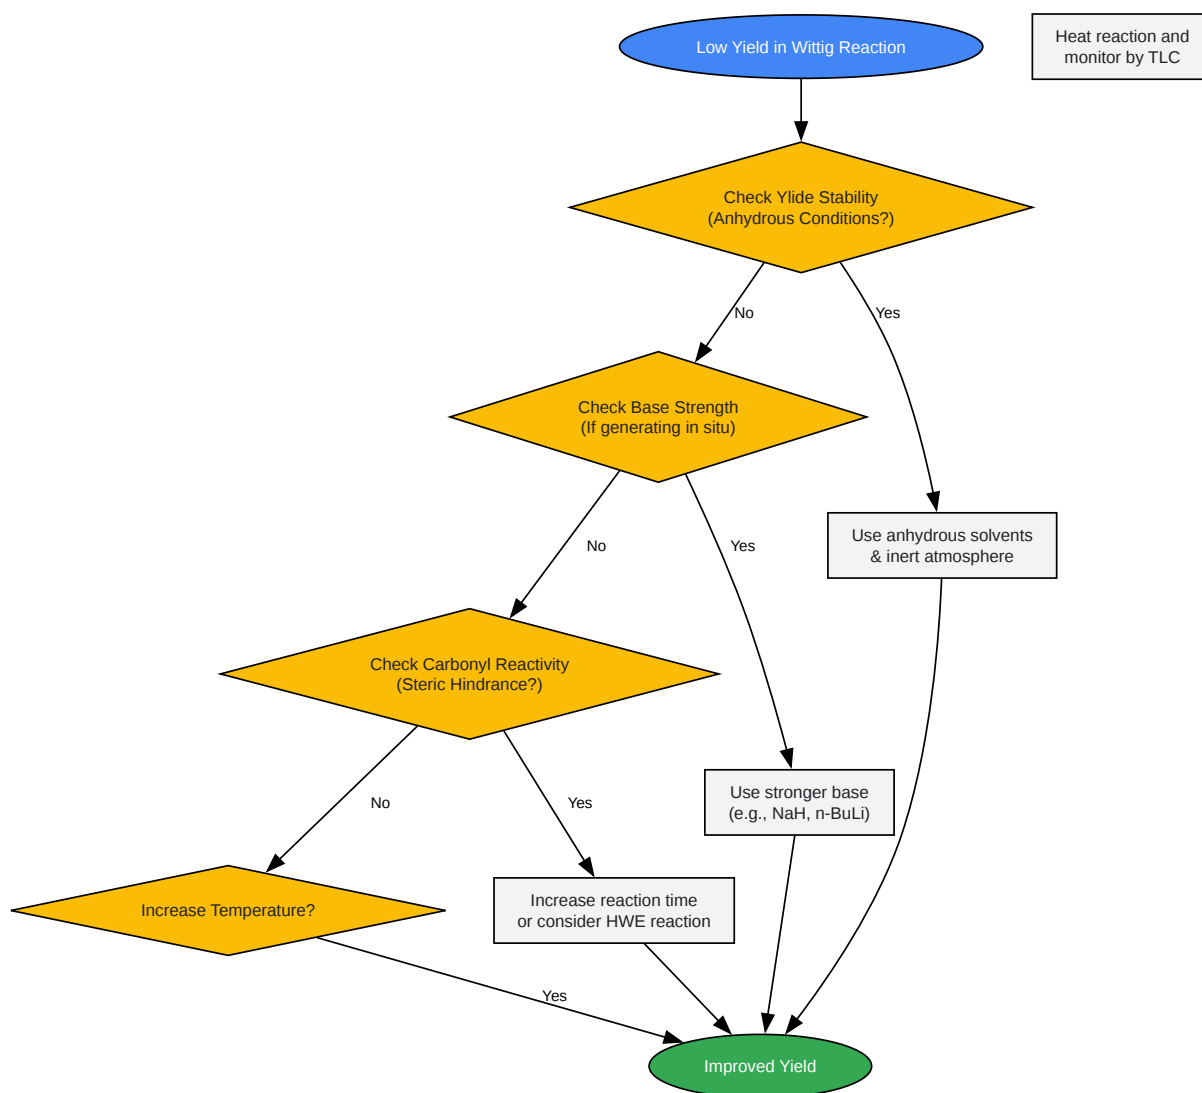 Low Yield in Wittig Reaction
Heat reaction and
monitor by TLC
Check Ylide Stability
(Anhydrous Conditions?)
No
Yes
Check Base Strength
(If generating in situ)
No
Yes
Use anhydrous solvents
& inert atmosphere
Check Carbonyl Reactivity
(Steric Hindrance?)
No
Yes
Use stronger base
(e.g., NaH, n-BuLi)
Increase Temperature?
Increase reaction time
or consider HWE reaction
Yes
Improved Yield